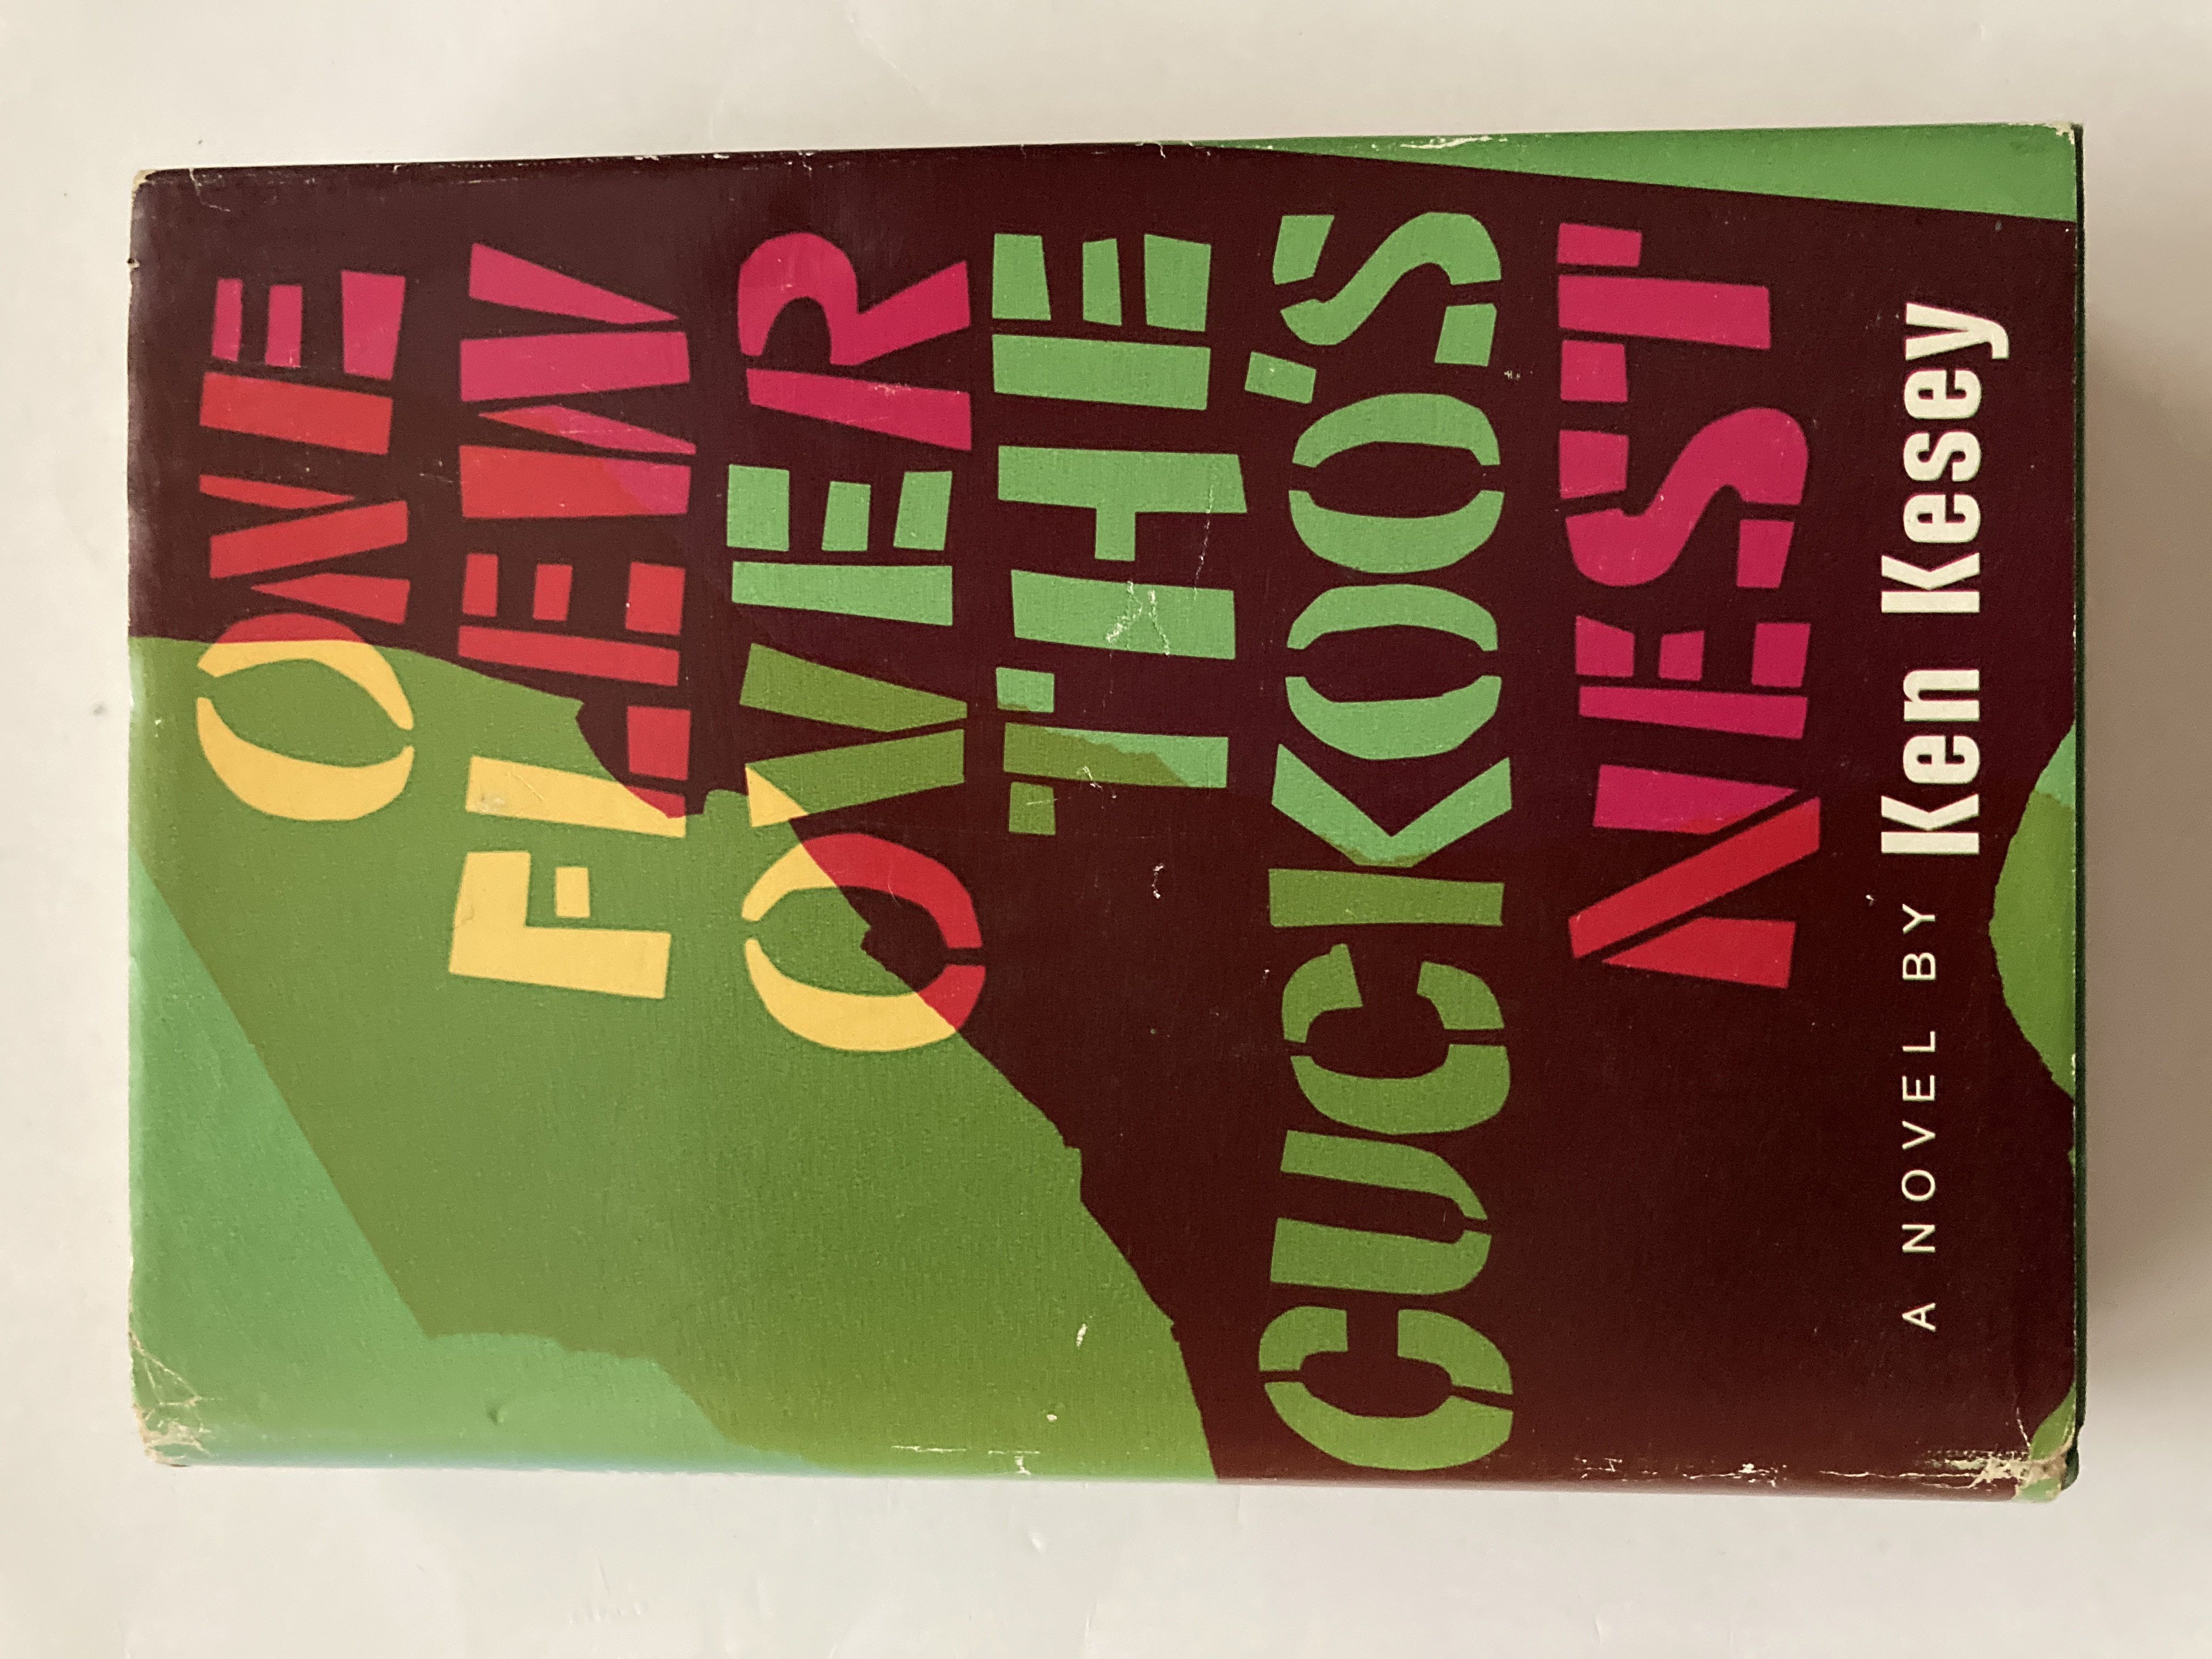 ONE
FLEW
OVER
THE
CUCKOO'S
NEST
A NOVEL BY Ken Kesey